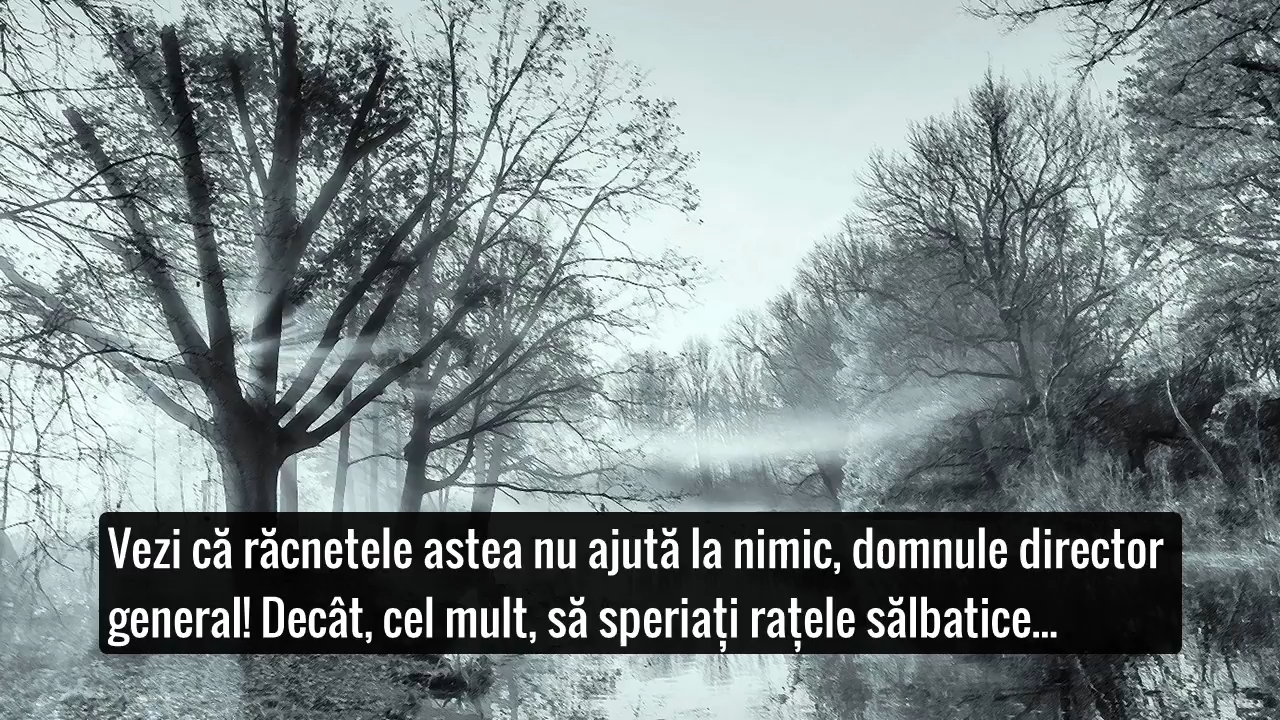 Vezi că răcnetele astea nu ajută la nimic, domnule director
general! Decât, cel mult, să speriați rațele sălbatice...